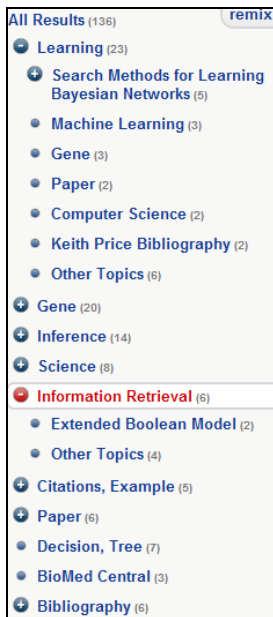 All Results (136)
remix
Learning (23)
Search Methods for Learning
Bayesian Networks (5)
Machine Learning (3)
Gene (3)
Paper (2)
Computer Science (2)
Keith Price Bibliography (2)
Other Topics (6)
Gene (20)
Inference (14)
Science (8)
Information Retrieval (6)
Extended Boolean Model (2)
Other Topics (4)
Citations, Example (5)
Paper (6)
Decision, Tree (7)
BioMed Central (3)
Bibliography (6)